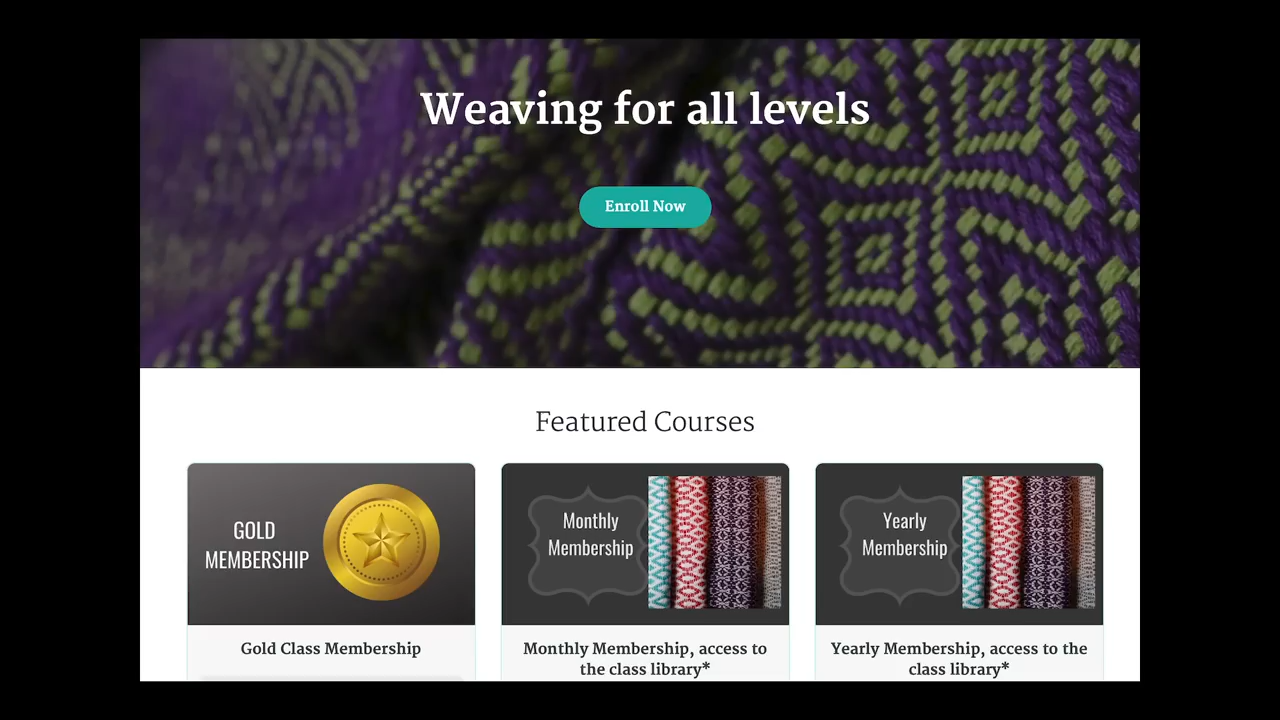 Weaving for all levels
Enroll Now
Featured Courses
GOLD
MEMBERSHIP
Monthly
Membership
Yearly
Membership
Gold Class Membership
Monthly Membership, access to
the class library*
Yearly Membership, access to the
class library*